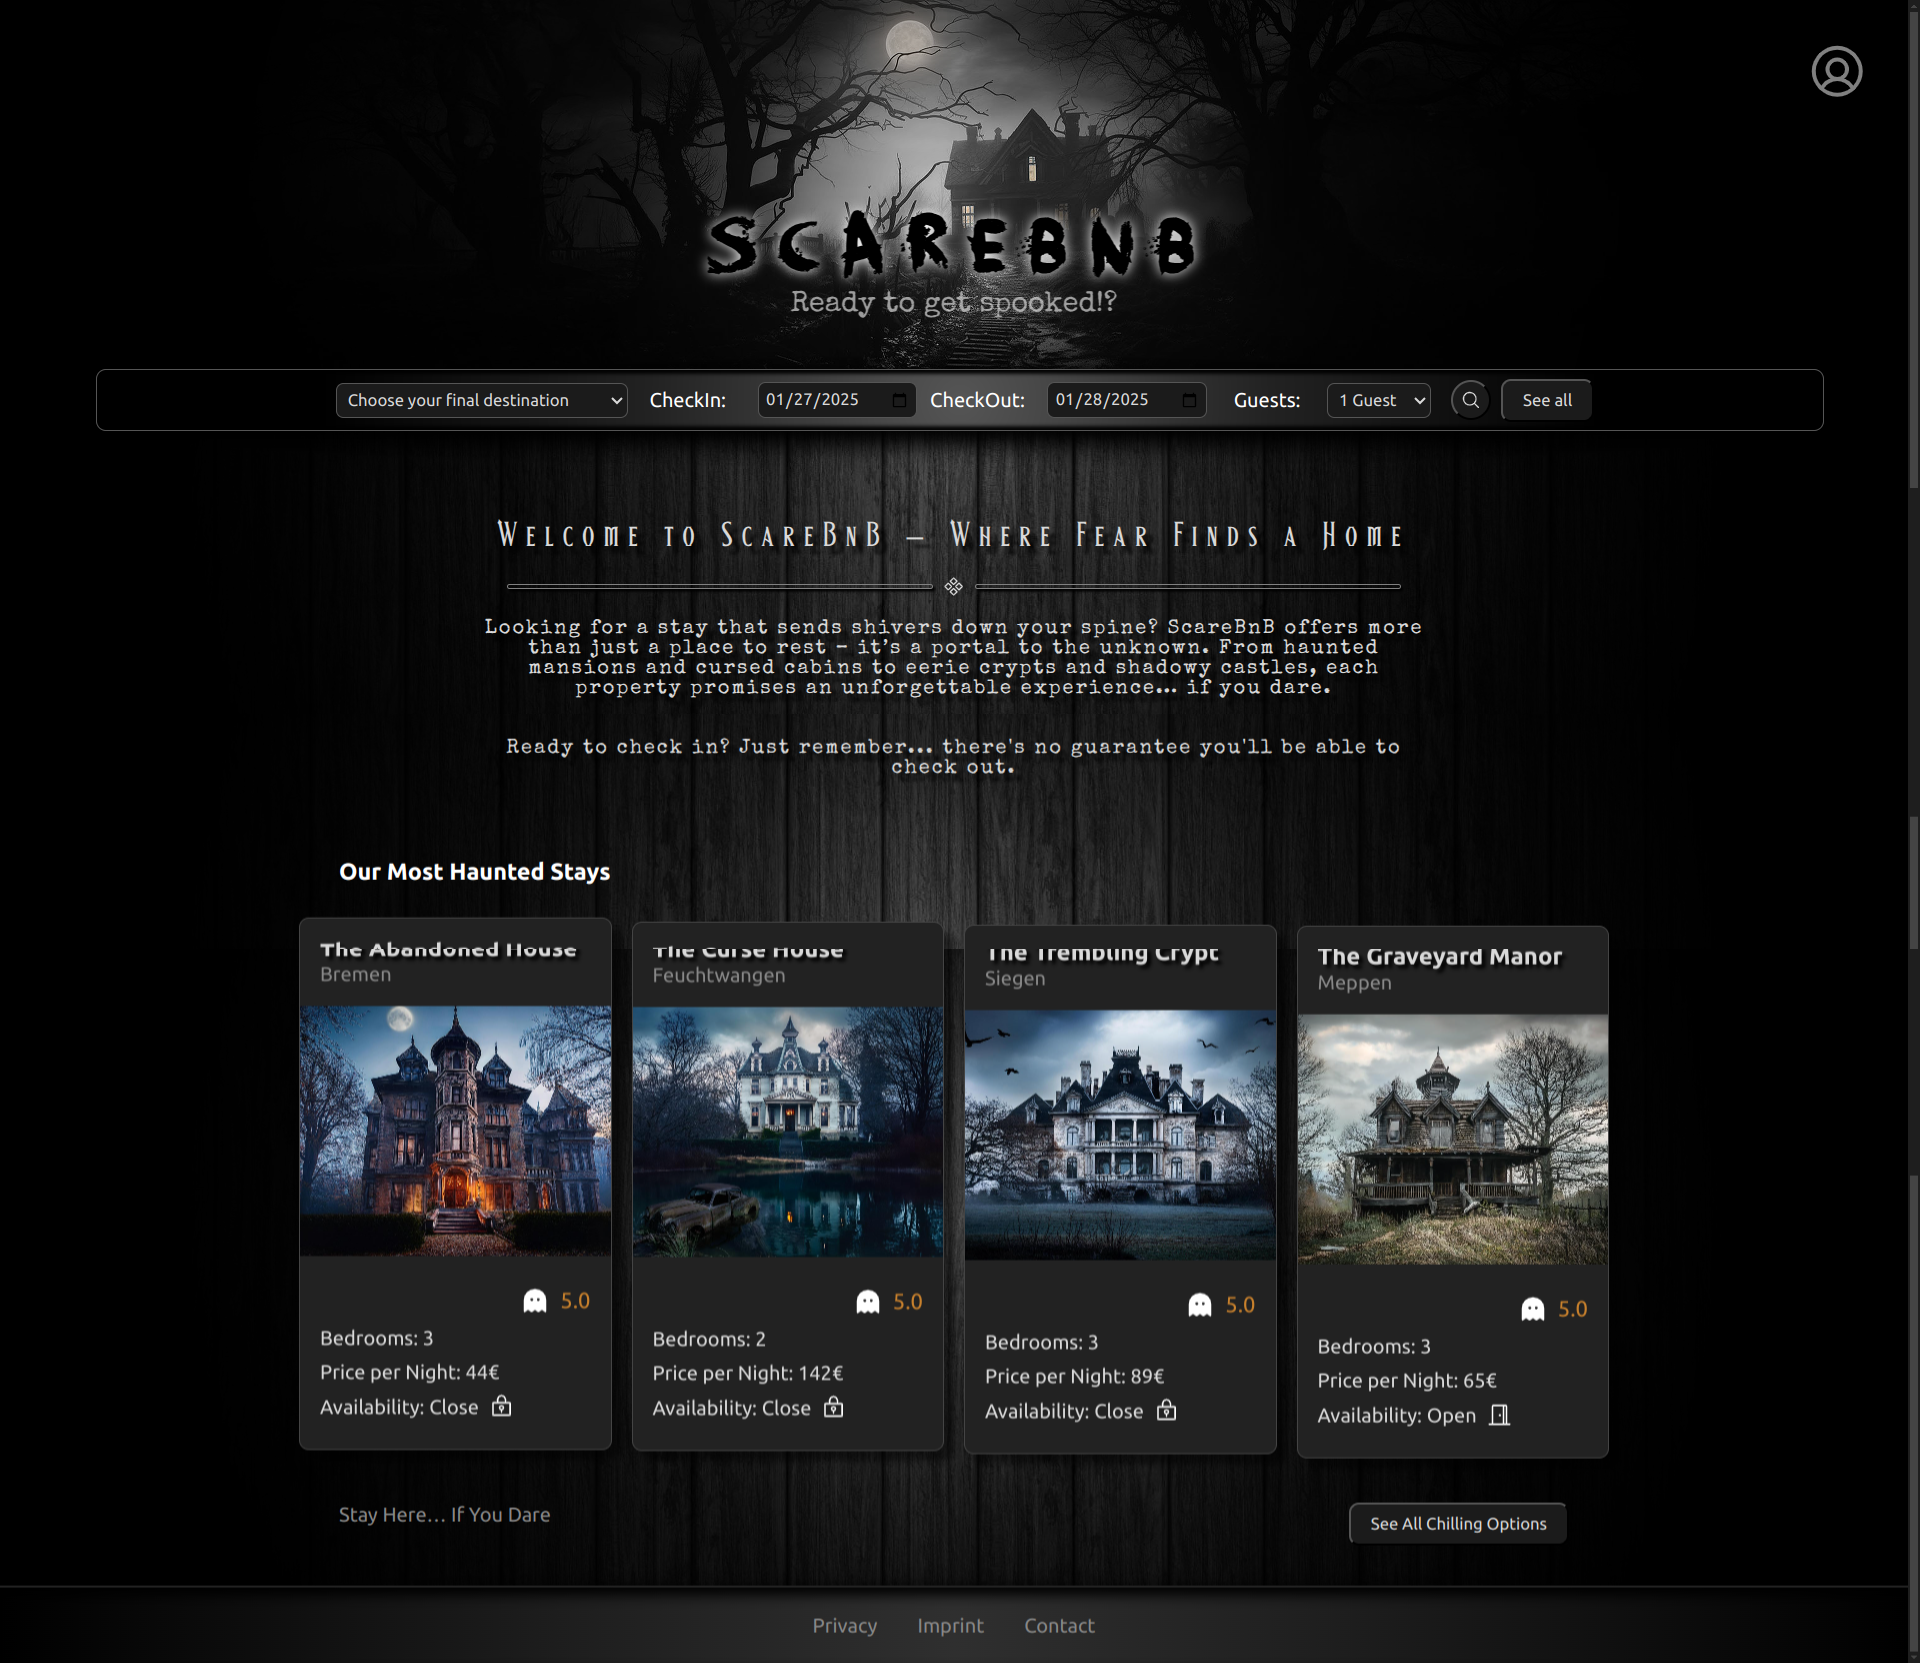 SCAREBNB
Ready to get spooked!?
Choose your final destination CheckIn: 01/27/2025 CheckOut: 01/28/2025 Guests: 1 Guest See all
Welcome to ScareBnB – Where Fear Finds a Home
Looking for a stay that sends shivers down your spine? ScareBnB offers more
than just a place to rest – it’s a portal to the unknown. From haunted
mansions and cursed cabins to eerie crypts and shadowy castles, each
property promises an unforgettable experience... if you dare.
Ready to check in? Just remember... there's no guarantee you'll be able to
check out.
Our Most Haunted Stays
The Abandoned House
Bremen
5.0
Bedrooms: 3
Price per Night: 44€
Availability: Close
The Curse House
Feuchtwangen
5.0
Bedrooms: 2
Price per Night: 142€
Availability: Close
The Trembling Crypt
Siegen
5.0
Bedrooms: 3
Price per Night: 89€
Availability: Close
The Graveyard Manor
Meppen
5.0
Bedrooms: 3
Price per Night: 65€
Availability: Open
Stay Here... If You Dare
See All Chilling Options
Privacy Imprint Contact